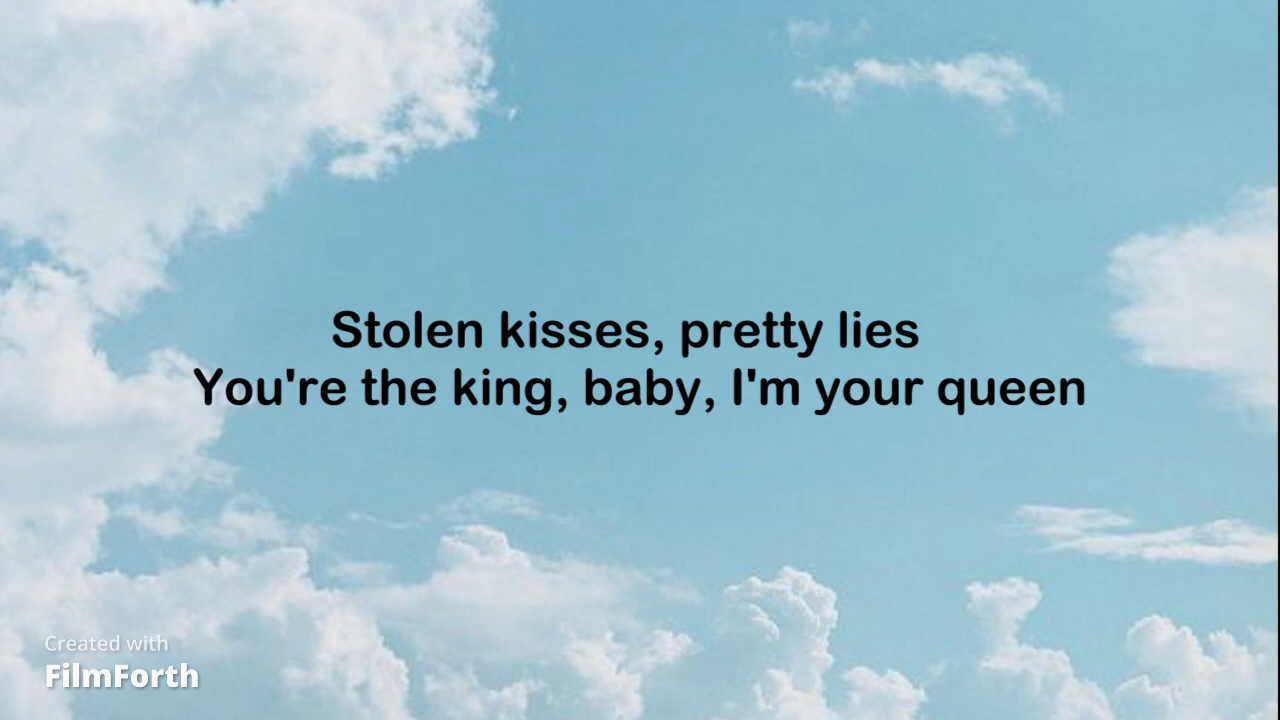 Stolen kisses, pretty lies
You're the king, baby, I'm your queen
Created with
FilmForth